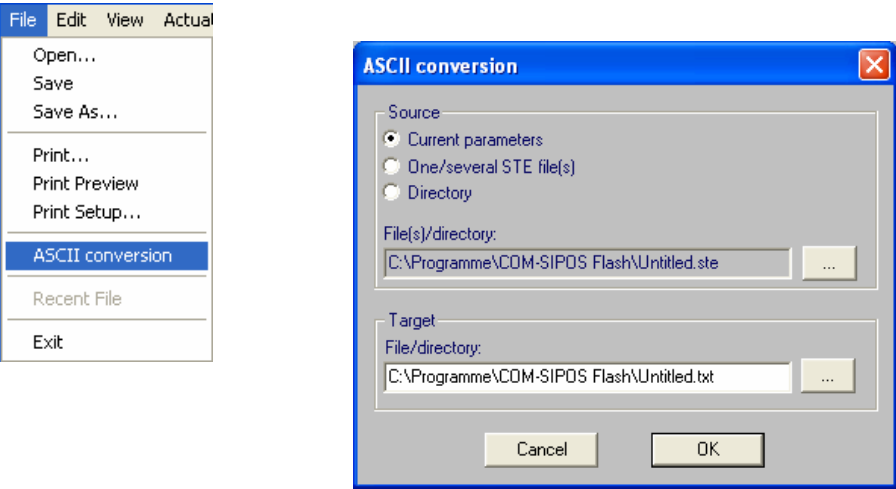 File Edit View
Open...
Save
Save As...
Print...
Print Preview
Print Setup...
ASCII conversion
Recent File
Exit
ASCII conversion
Source
Current parameters
One/several STE file(s)
Directory
File(s)/directory:
C:\Programme\COM-SIPOS Flash\Untitled.ste
...
Target
File/directory:
C:\Programme\COM-SIPOS Flash\Untitled.txt
...
Cancel OK